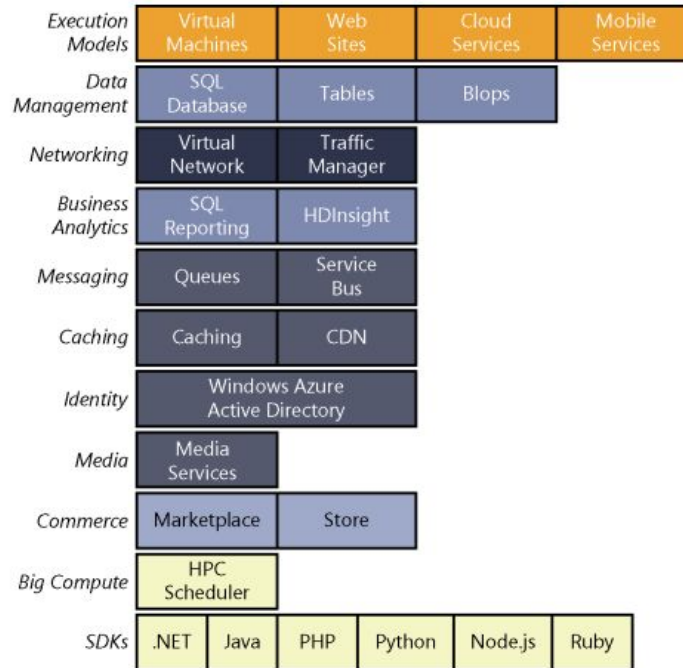 Execution Models
Virtual Machines
Web Sites
Cloud Services
Mobile Services
Data Management
SQL Database
Tables
Blops
Networking
Virtual Network
Traffic Manager
Business Analytics
SQL Reporting
HDInsight
Messaging
Queues
Service Bus
Caching
Caching
CDN
Identity
Windows Azure Active Directory
Media
Media Services
Commerce
Marketplace
Store
Big Compute
HPC Scheduler
SDKs
.NET
Java
PHP
Python
Node.js
Ruby